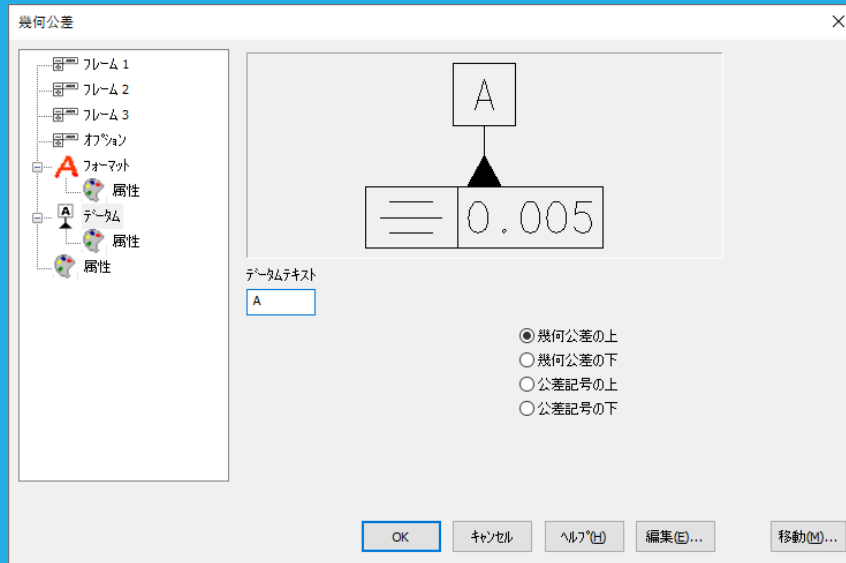 幾何公差
フレーム 1
フレーム 2
フレーム 3
オプション
フォーマット
属性
データム
属性
属性
A
0.005
データムテキスト
A
幾何公差の上
幾何公差の下
公差記号の上
公差記号の下
OK
キャンセル
ヘルプ(H)
編集(E)...
移動(M)...